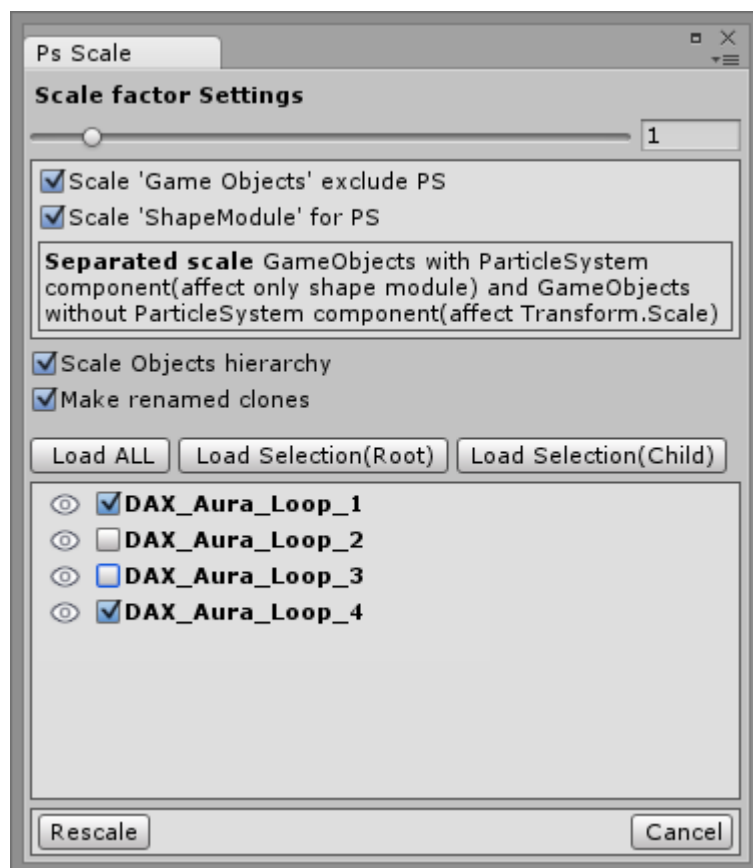 Ps Scale
Scale factor Settings
1
Scale 'Game Objects' exclude PS
Scale 'ShapeModule' for PS
Separated scale GameObjects with ParticleSystem
component(affect only shape module) and GameObjects
without ParticleSystem component(affect Transform.Scale)
Scale Objects hierarchy
Make renamed clones
Load ALL Load Selection(Root) Load Selection(Child)
DAX_Aura_Loop_1
DAX_Aura_Loop_2
DAX_Aura_Loop_3
DAX_Aura_Loop_4
Rescale Cancel